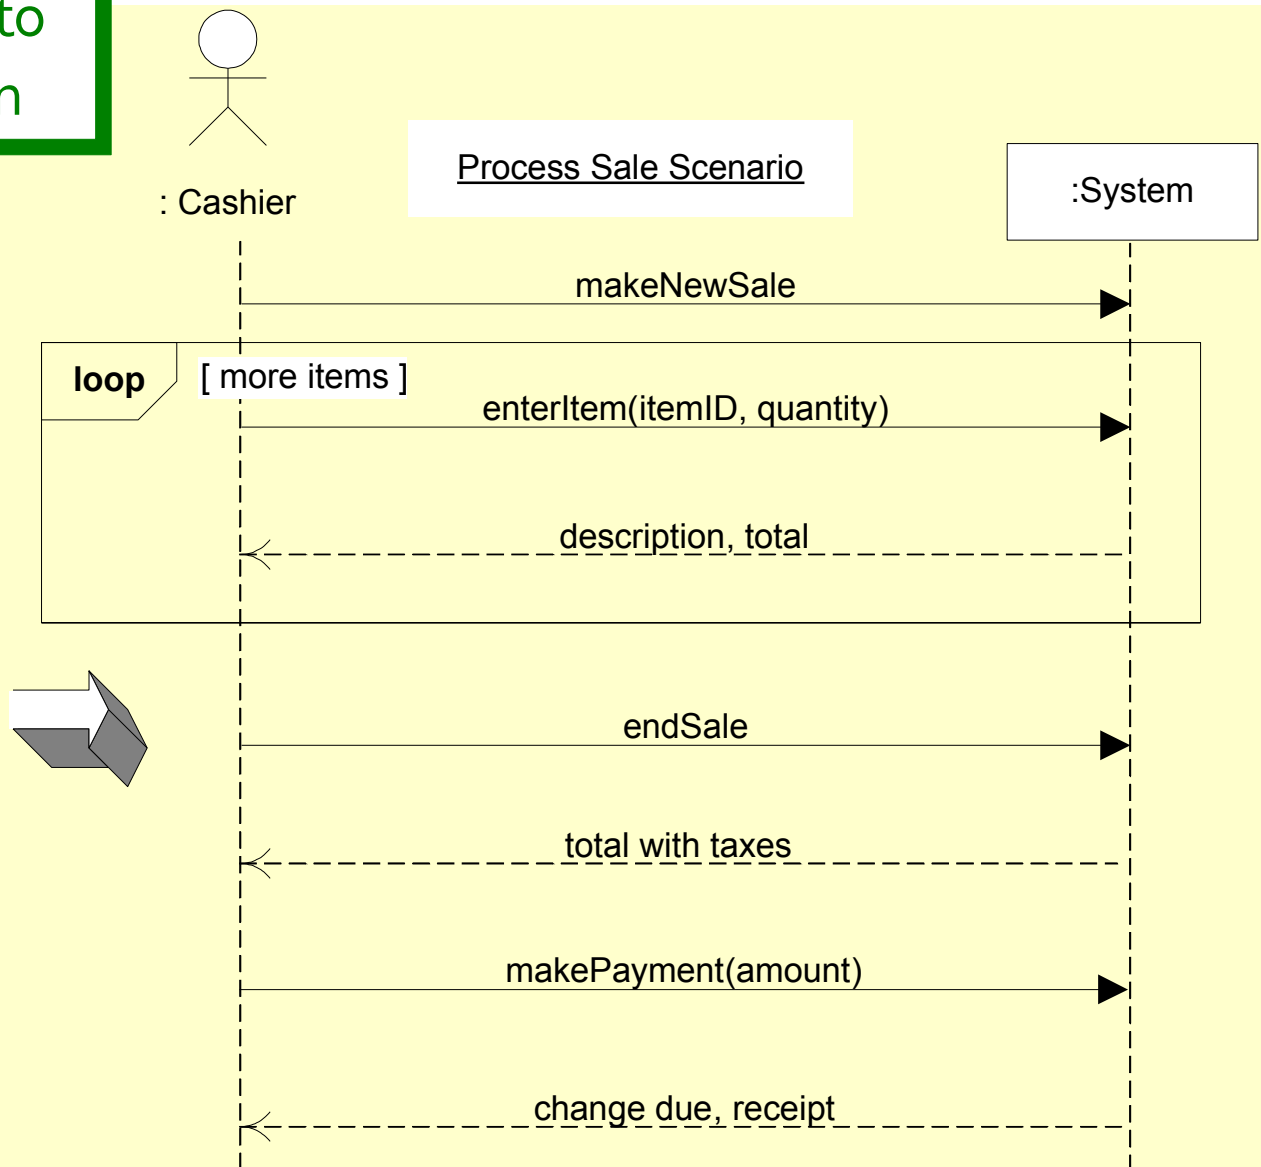 to
n
Process Sale Scenario
: Cashier
:System
makeNewSale
loop
[ more items ]
enterItem(itemID, quantity)
description, total
endSale
total with taxes
makePayment(amount)
change due, receipt